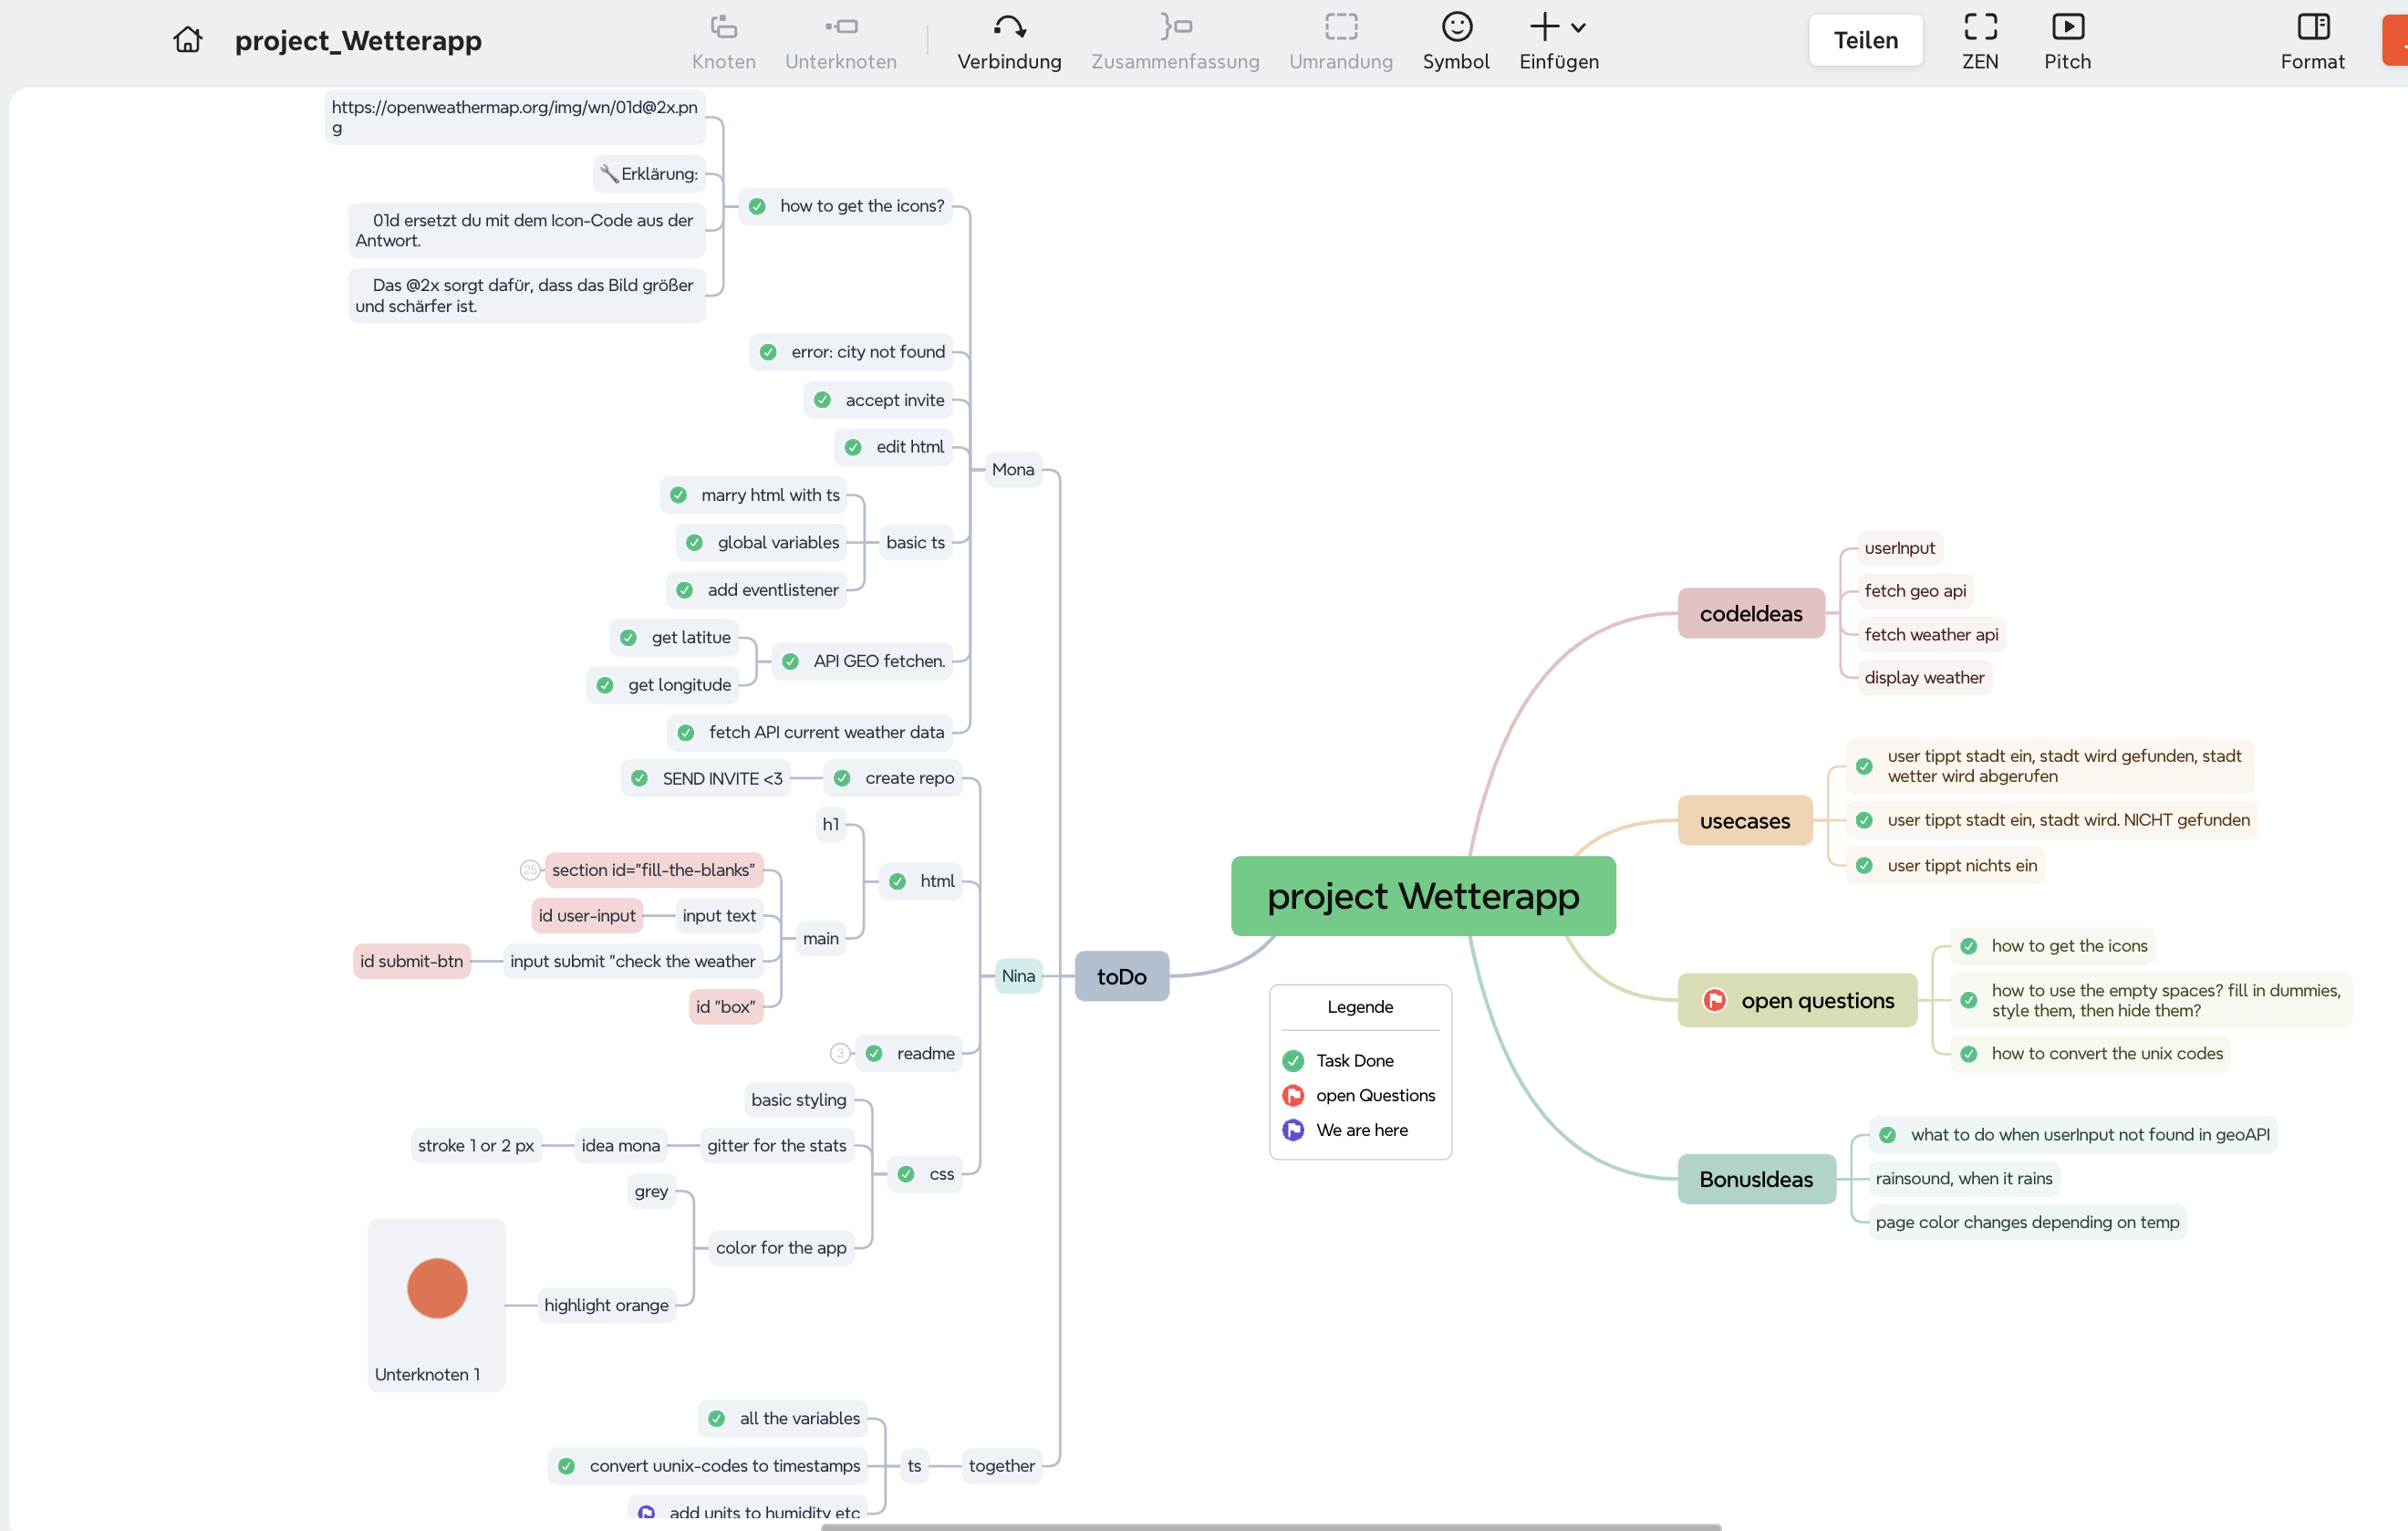 project_Wetterapp
Knoten
Unterknoten
Verbindung
Zusammenfassung
Umrandung
Symbol
Einfügen
Teilen
ZEN
Pitch
Format
https://openweathermap.org/img/wn/01d@2x.pn
g
Erklärung:
01d ersetzt du mit dem Icon-Code aus der
Antwort.
Das @2x sorgt dafür, dass das Bild größer
und schärfer ist.
how to get the icons?
error: city not found
accept invite
edit html
Mona
marry html with ts
global variables
basic ts
add eventlistener
get latitue
API GEO fetchen.
get longitude
fetch API current weather data
SEND INVITE <3
create repo
h1
25
section id="fill-the-blanks"
html
id user-input
input text
main
id submit-btn
input submit "check the weather
id "box"
Nina
toDo
3
readme
basic styling
stroke 1 or 2 px
idea mona
gitter for the stats
css
grey
color for the app
highlight orange
Unterknoten 1
all the variables
convert uunix-codes to timestamps
ts
together
add units to humidity etc
project Wetterapp
Legende
Task Done
open Questions
We are here
codeIdeas
userInput
fetch geo api
fetch weather api
display weather
usecases
user tippt stadt ein, stadt wird gefunden, stadt
wetter wird abgerufen
user tippt stadt ein, stadt wird. NICHT gefunden
user tippt nichts ein
open questions
how to get the icons
how to use the empty spaces? fill in dummies,
style them, then hide them?
how to convert the unix codes
BonusIdeas
what to do when userInput not found in geoAPI
rainsound, when it rains
page color changes depending on temp